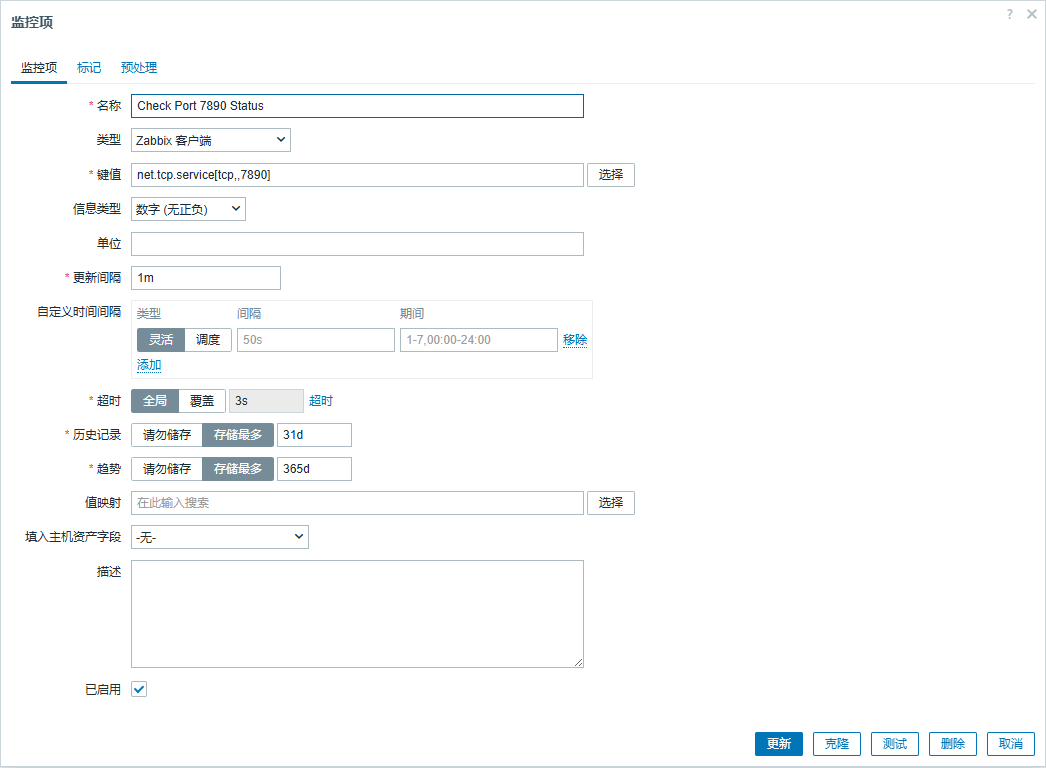 监控项
?
监控项 标记 预处理
* 名称 Check Port 7890 Status
类型 Zabbix 客户端
* 键值 net.tcp.service[tcp,,7890] 选择
信息类型 数字 (无正负)
单位
* 更新间隔 1m
自定义时间间隔 类型 间隔 期间
灵活 调度 50s 1-7,00:00-24:00 移除
添加
* 超时 全局 覆盖 3s 超时
* 历史记录 请勿储存 存储最多 31d
* 趋势 请勿储存 存储最多 365d
值映射 在此输入搜索 选择
填入主机资产字段 -无-
描述
已启用
更新 克隆 测试 删除 取消